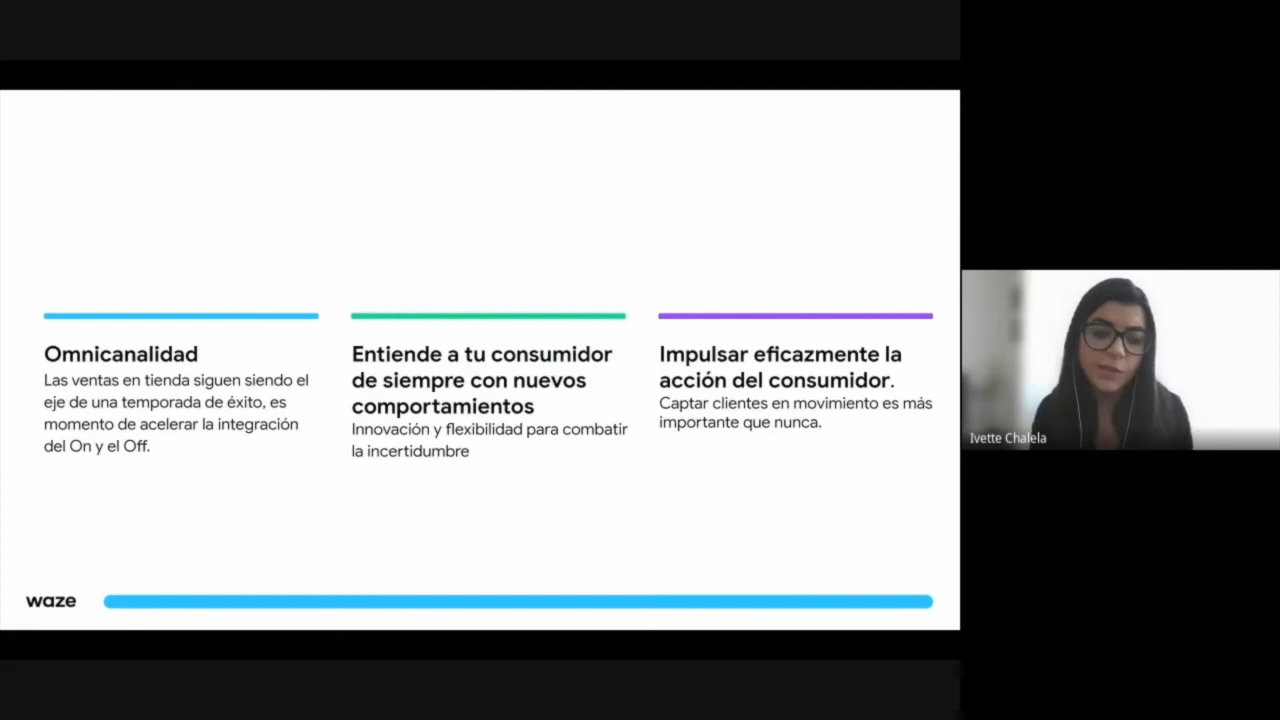 Omnicanalidad
Las ventas en tienda siguen siendo el
eje de una temporada de éxito, es
momento de acelerar la integración
del On y el Off.
Entiende a tu consumidor
de siempre con nuevos
comportamientos
Innovación y flexibilidad para combatir
la incertidumbre
Impulsar eficazmente la
acción del consumidor.
Captar clientes en movimiento es más
importante que nunca.
waze
Ivette Chalela